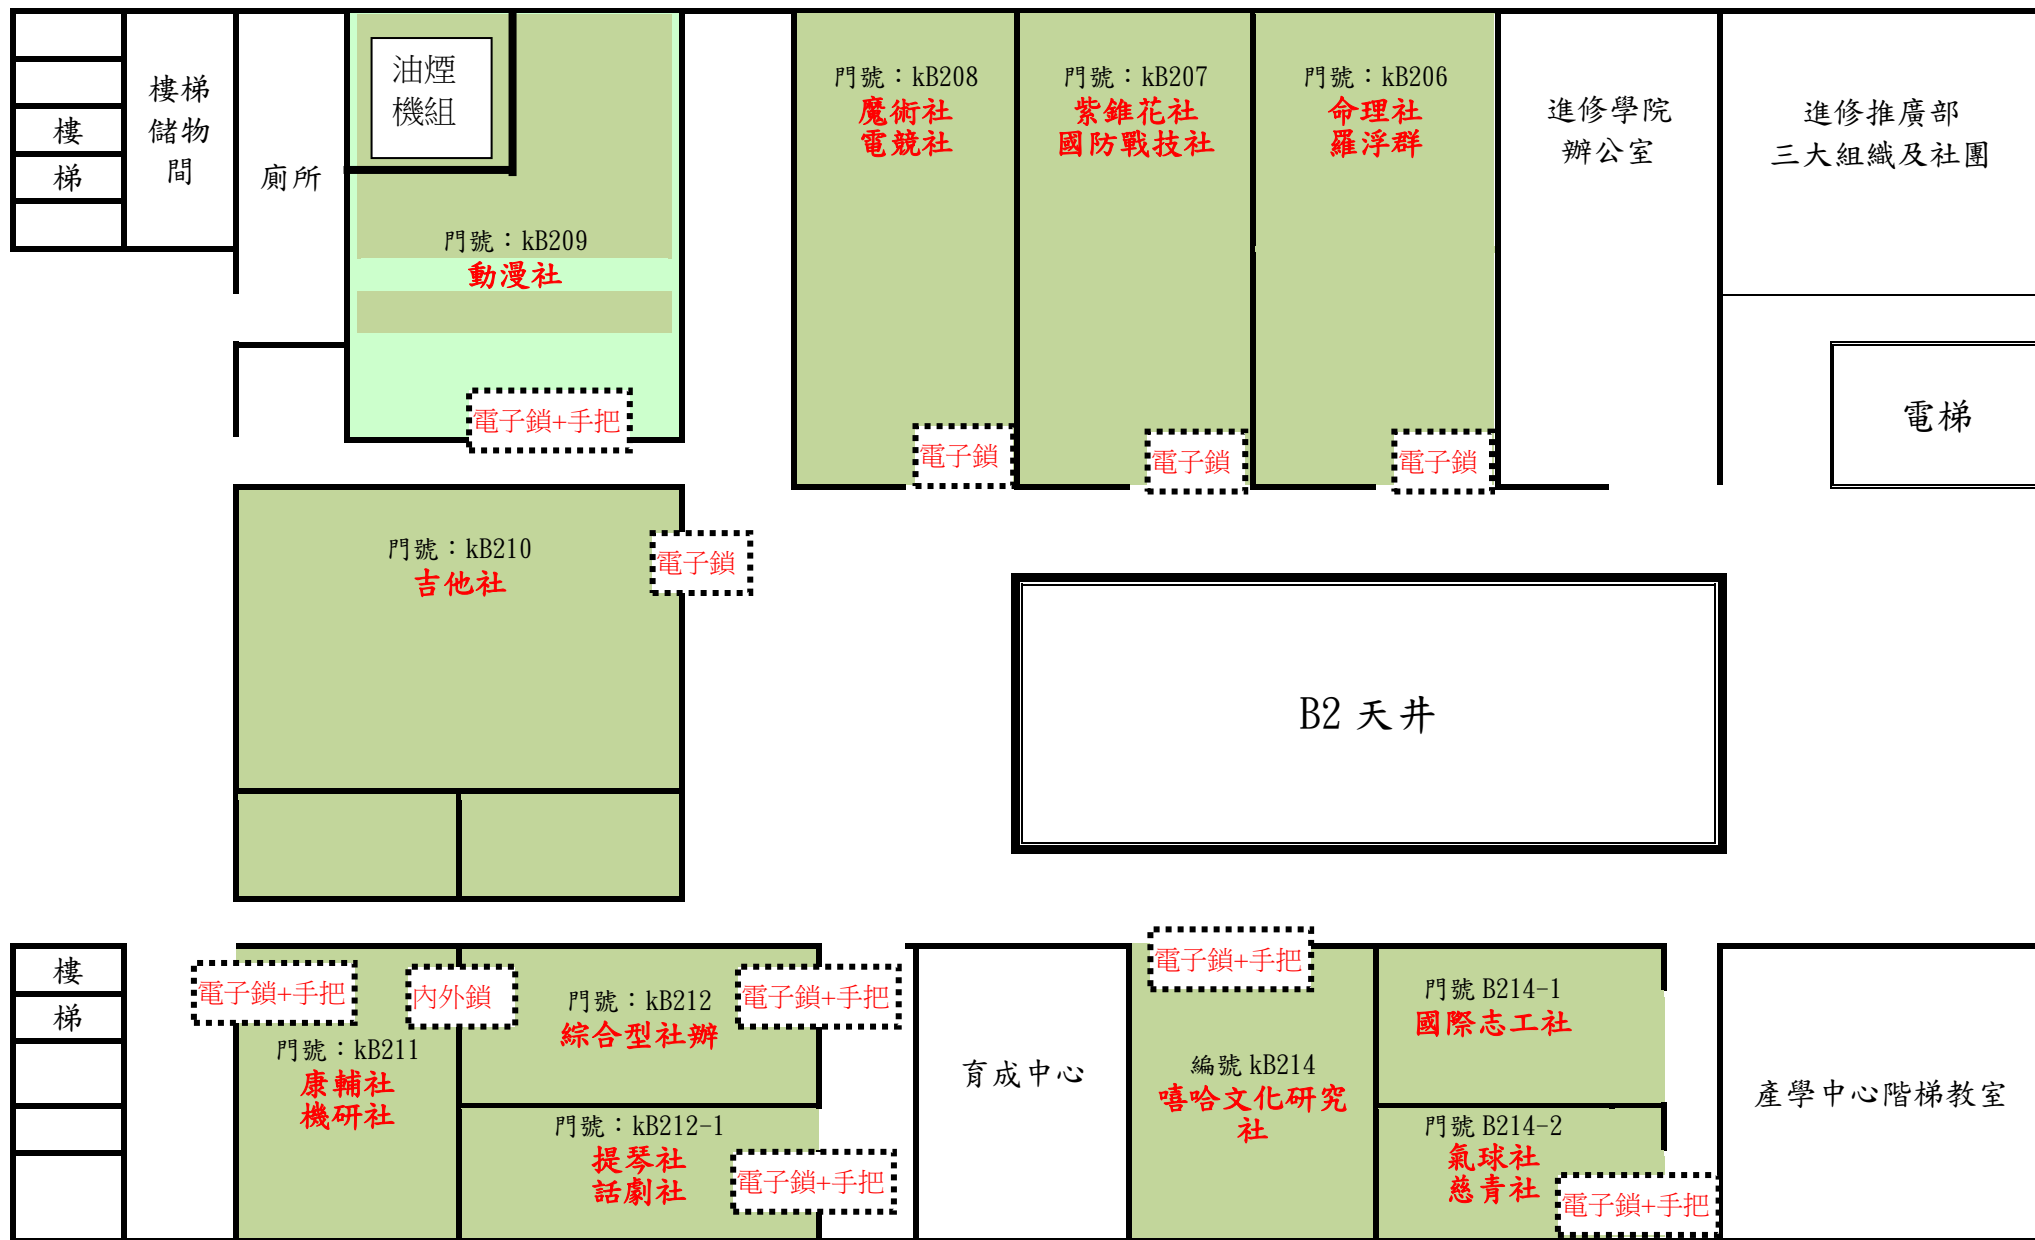 樓
梯
樓梯
儲物
間
廁所
油煙
機組
門號：kB209
動漫社
電子鎖+手把
門號：kB208
魔術社
電競社
電子鎖
門號：kB207
紫錐花社
國防戰技社
電子鎖
門號：kB206
命理社
羅浮群
電子鎖
進修學院
辦公室
進修推廣部
三大組織及社團
電梯
門號：kB210
吉他社
電子鎖
B2 天井
樓
梯
電子鎖+手把
門號：kB211
康輔社
機研社
內外鎖
門號：kB212
綜合型社辦
電子鎖+手把
門號：kB212-1
提琴社
話劇社
電子鎖+手把
育成中心
電子鎖+手把
編號 kB214
嘻哈文化研究
社
門號 B214-1
國際志工社
門號 B214-2
氣球社
慈青社
電子鎖+手把
產學中心階梯教室